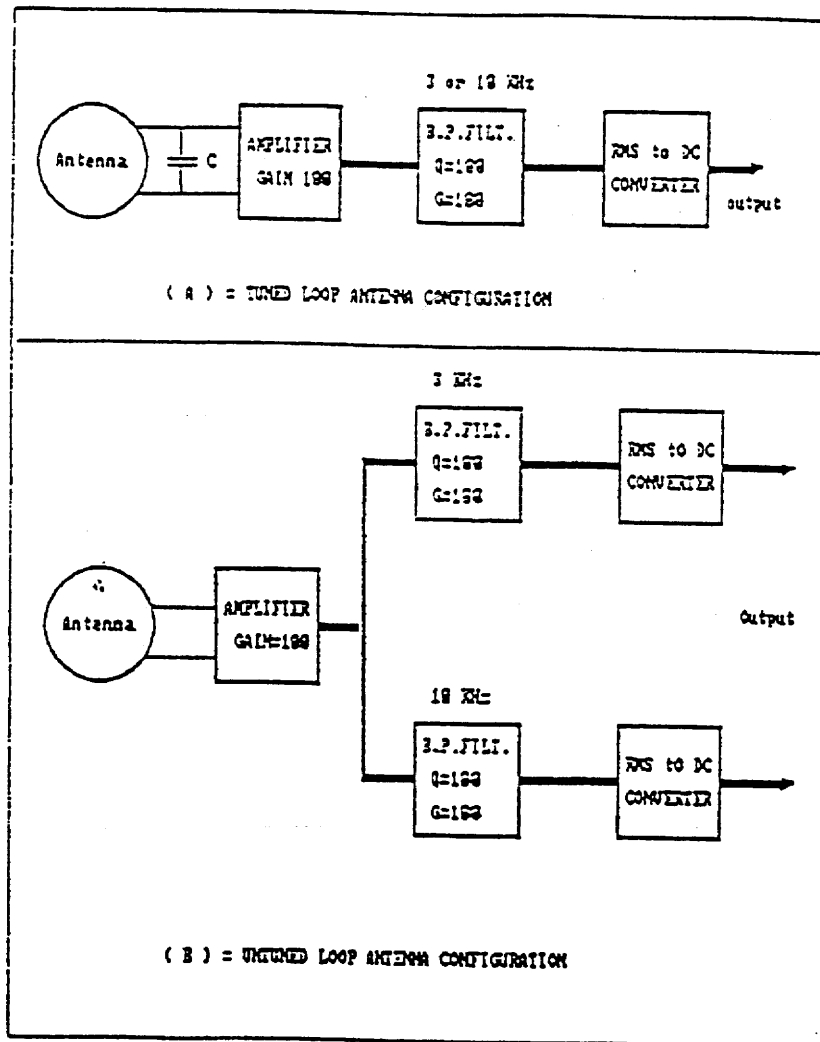 3 or 10 KHz
Antenna
C
AMPLIFIER
GAIN 100
B.P.FILT.
Q=100
G=100
RMS to DC
CONVERTER
output
( A ) = TUNED LOOP ANTENNA CONFIGURATION
3 KHz
B.P.FILT.
Q=100
G=100
RMS to DC
CONVERTER
Antenna
AMPLIFIER
GAIN=100
Output
10 KHz
B.P.FILT.
Q=100
G=100
RMS to DC
CONVERTER
( B ) = UNTUNED LOOP ANTENNA CONFIGURATION